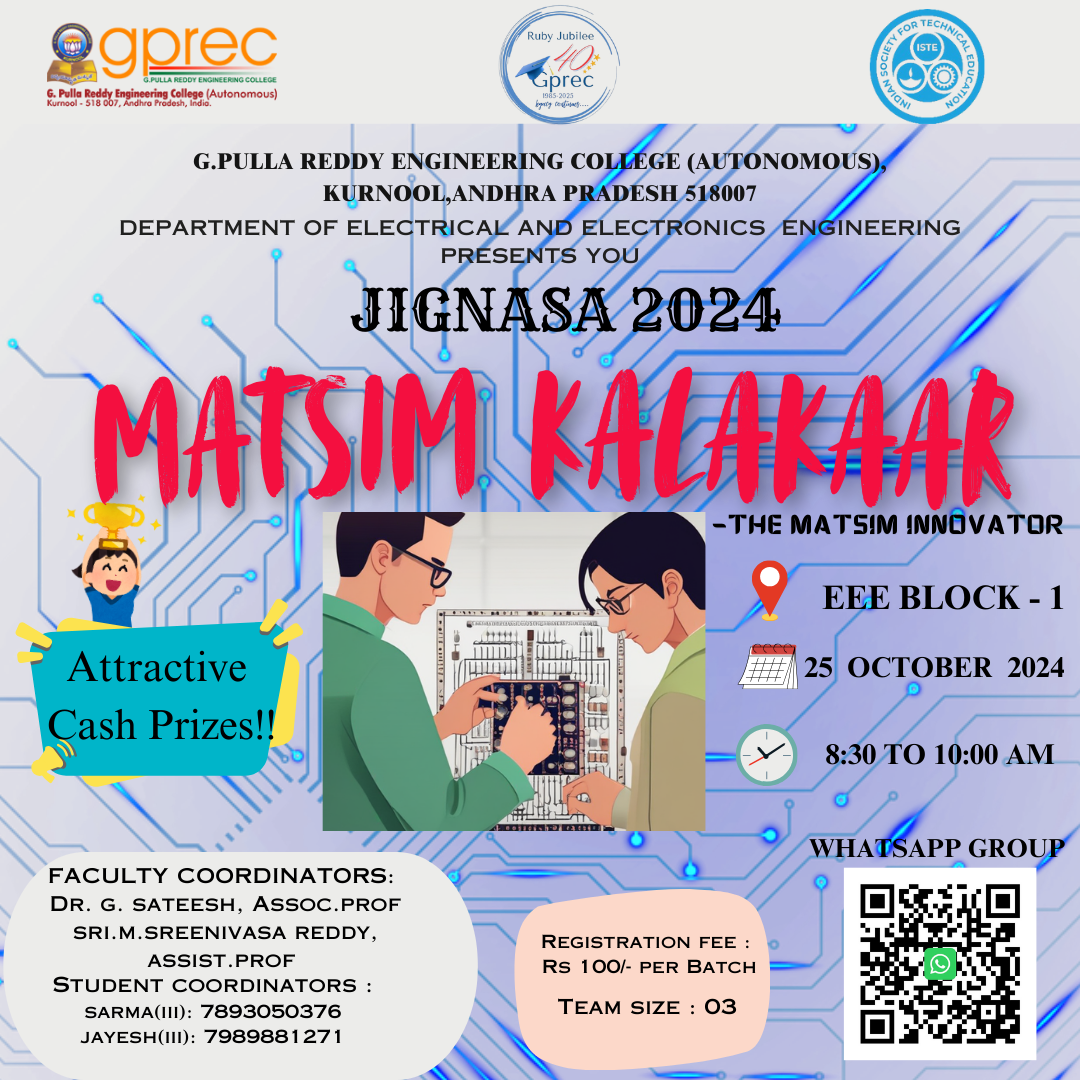 gprec
G.PULLA REDDY ENGINEERING COLLEGE
G. Pulla Reddy Engineering College (Autonomous)
Kurnool - 518 007, Andhra Pradesh, India.
Ruby Jubilee
40
Gprec
1985-2025
legacy continues....
INDIAN SOCIETY FOR TECHNICAL EDUCATION
ISTE
G.PULLA REDDY ENGINEERING COLLEGE (AUTONOMOUS),
KURNOOL,ANDHRA PRADESH 518007
DEPARTMENT OF ELECTRICAL AND ELECTRONICS ENGINEERING
PRESENTS YOU
JIGNASA 2024
MATSIM KALAKAAR
-THE MATSIM INNOVATOR
EEE BLOCK - 1
25 OCTOBER 2024
8:30 TO 10:00 AM
Attractive
Cash Prizes!!
WHATSAPP GROUP
FACULTY COORDINATORS:
DR. G. SATEESH, ASSOC.PROF
SRI.M.SREENIVASA REDDY,
ASSIST.PROF
STUDENT COORDINATORS :
SARMA(III): 7893050376
JAYESH(III): 7989881271
REGISTRATION FEE :
RS 100/- PER BATCH
TEAM SIZE : 03